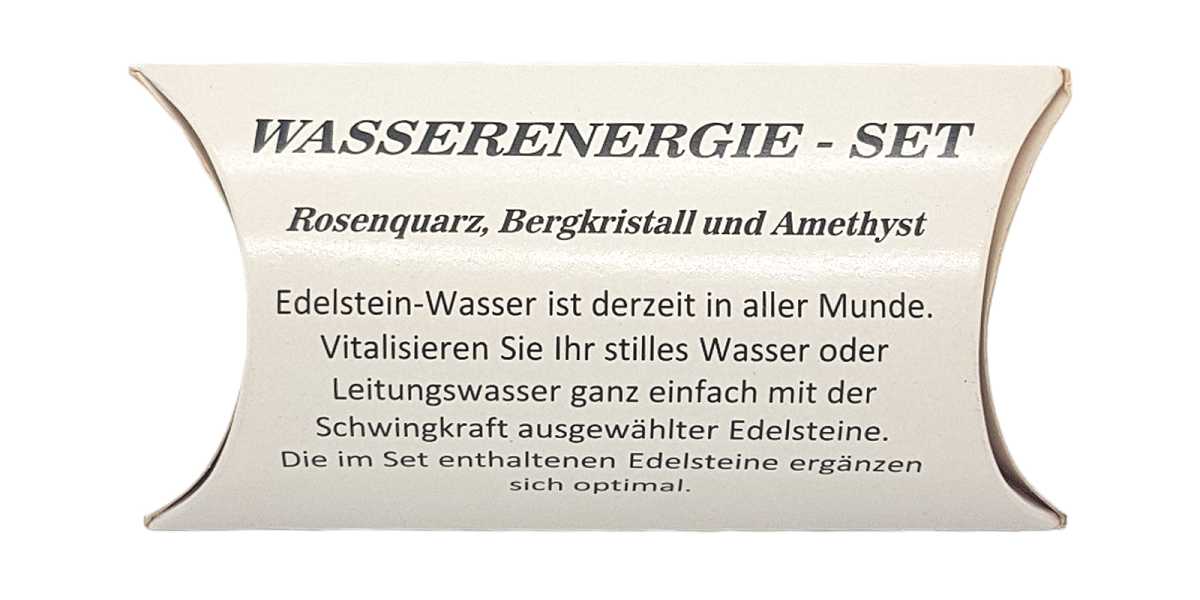 WASSERENERGIE - SET
Rosenquarz, Bergkristall und Amethyst
Edelstein-Wasser ist derzeit in aller Munde.
Vitalisieren Sie Ihr stilles Wasser oder
Leitungswasser ganz einfach mit der
Schwingkraft ausgewählter Edelsteine.
Die im Set enthaltenen Edelsteine ergänzen
sich optimal.